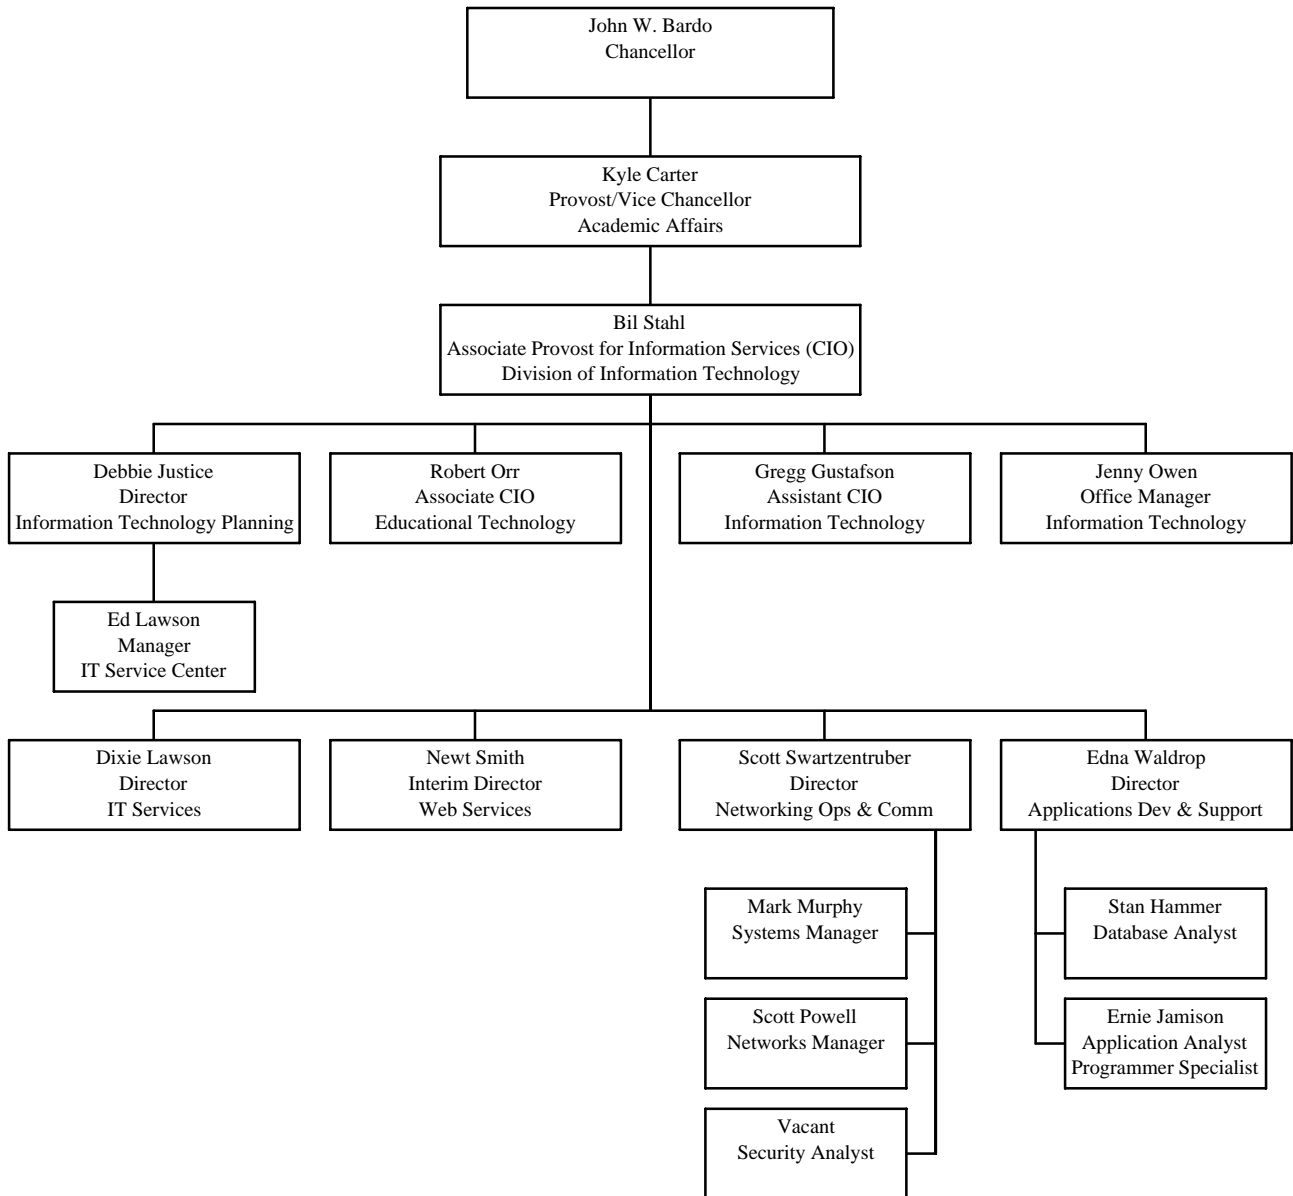 John W. Bardo
Chancellor
Kyle Carter
Provost/Vice Chancellor
Academic Affairs
Bil Stahl
Associate Provost for Information Services (CIO)
Division of Information Technology
Debbie Justice
Director
Information Technology Planning
Robert Orr
Associate CIO
Educational Technology
Gregg Gustafson
Assistant CIO
Information Technology
Jenny Owen
Office Manager
Information Technology
Ed Lawson
Manager
IT Service Center
Dixie Lawson
Director
IT Services
Newt Smith
Interim Director
Web Services
Scott Swartzentruber
Director
Networking Ops & Comm
Edna Waldrop
Director
Applications Dev & Support
Mark Murphy
Systems Manager
Stan Hammer
Database Analyst
Scott Powell
Networks Manager
Ernie Jamison
Application Analyst
Programmer Specialist
Vacant
Security Analyst